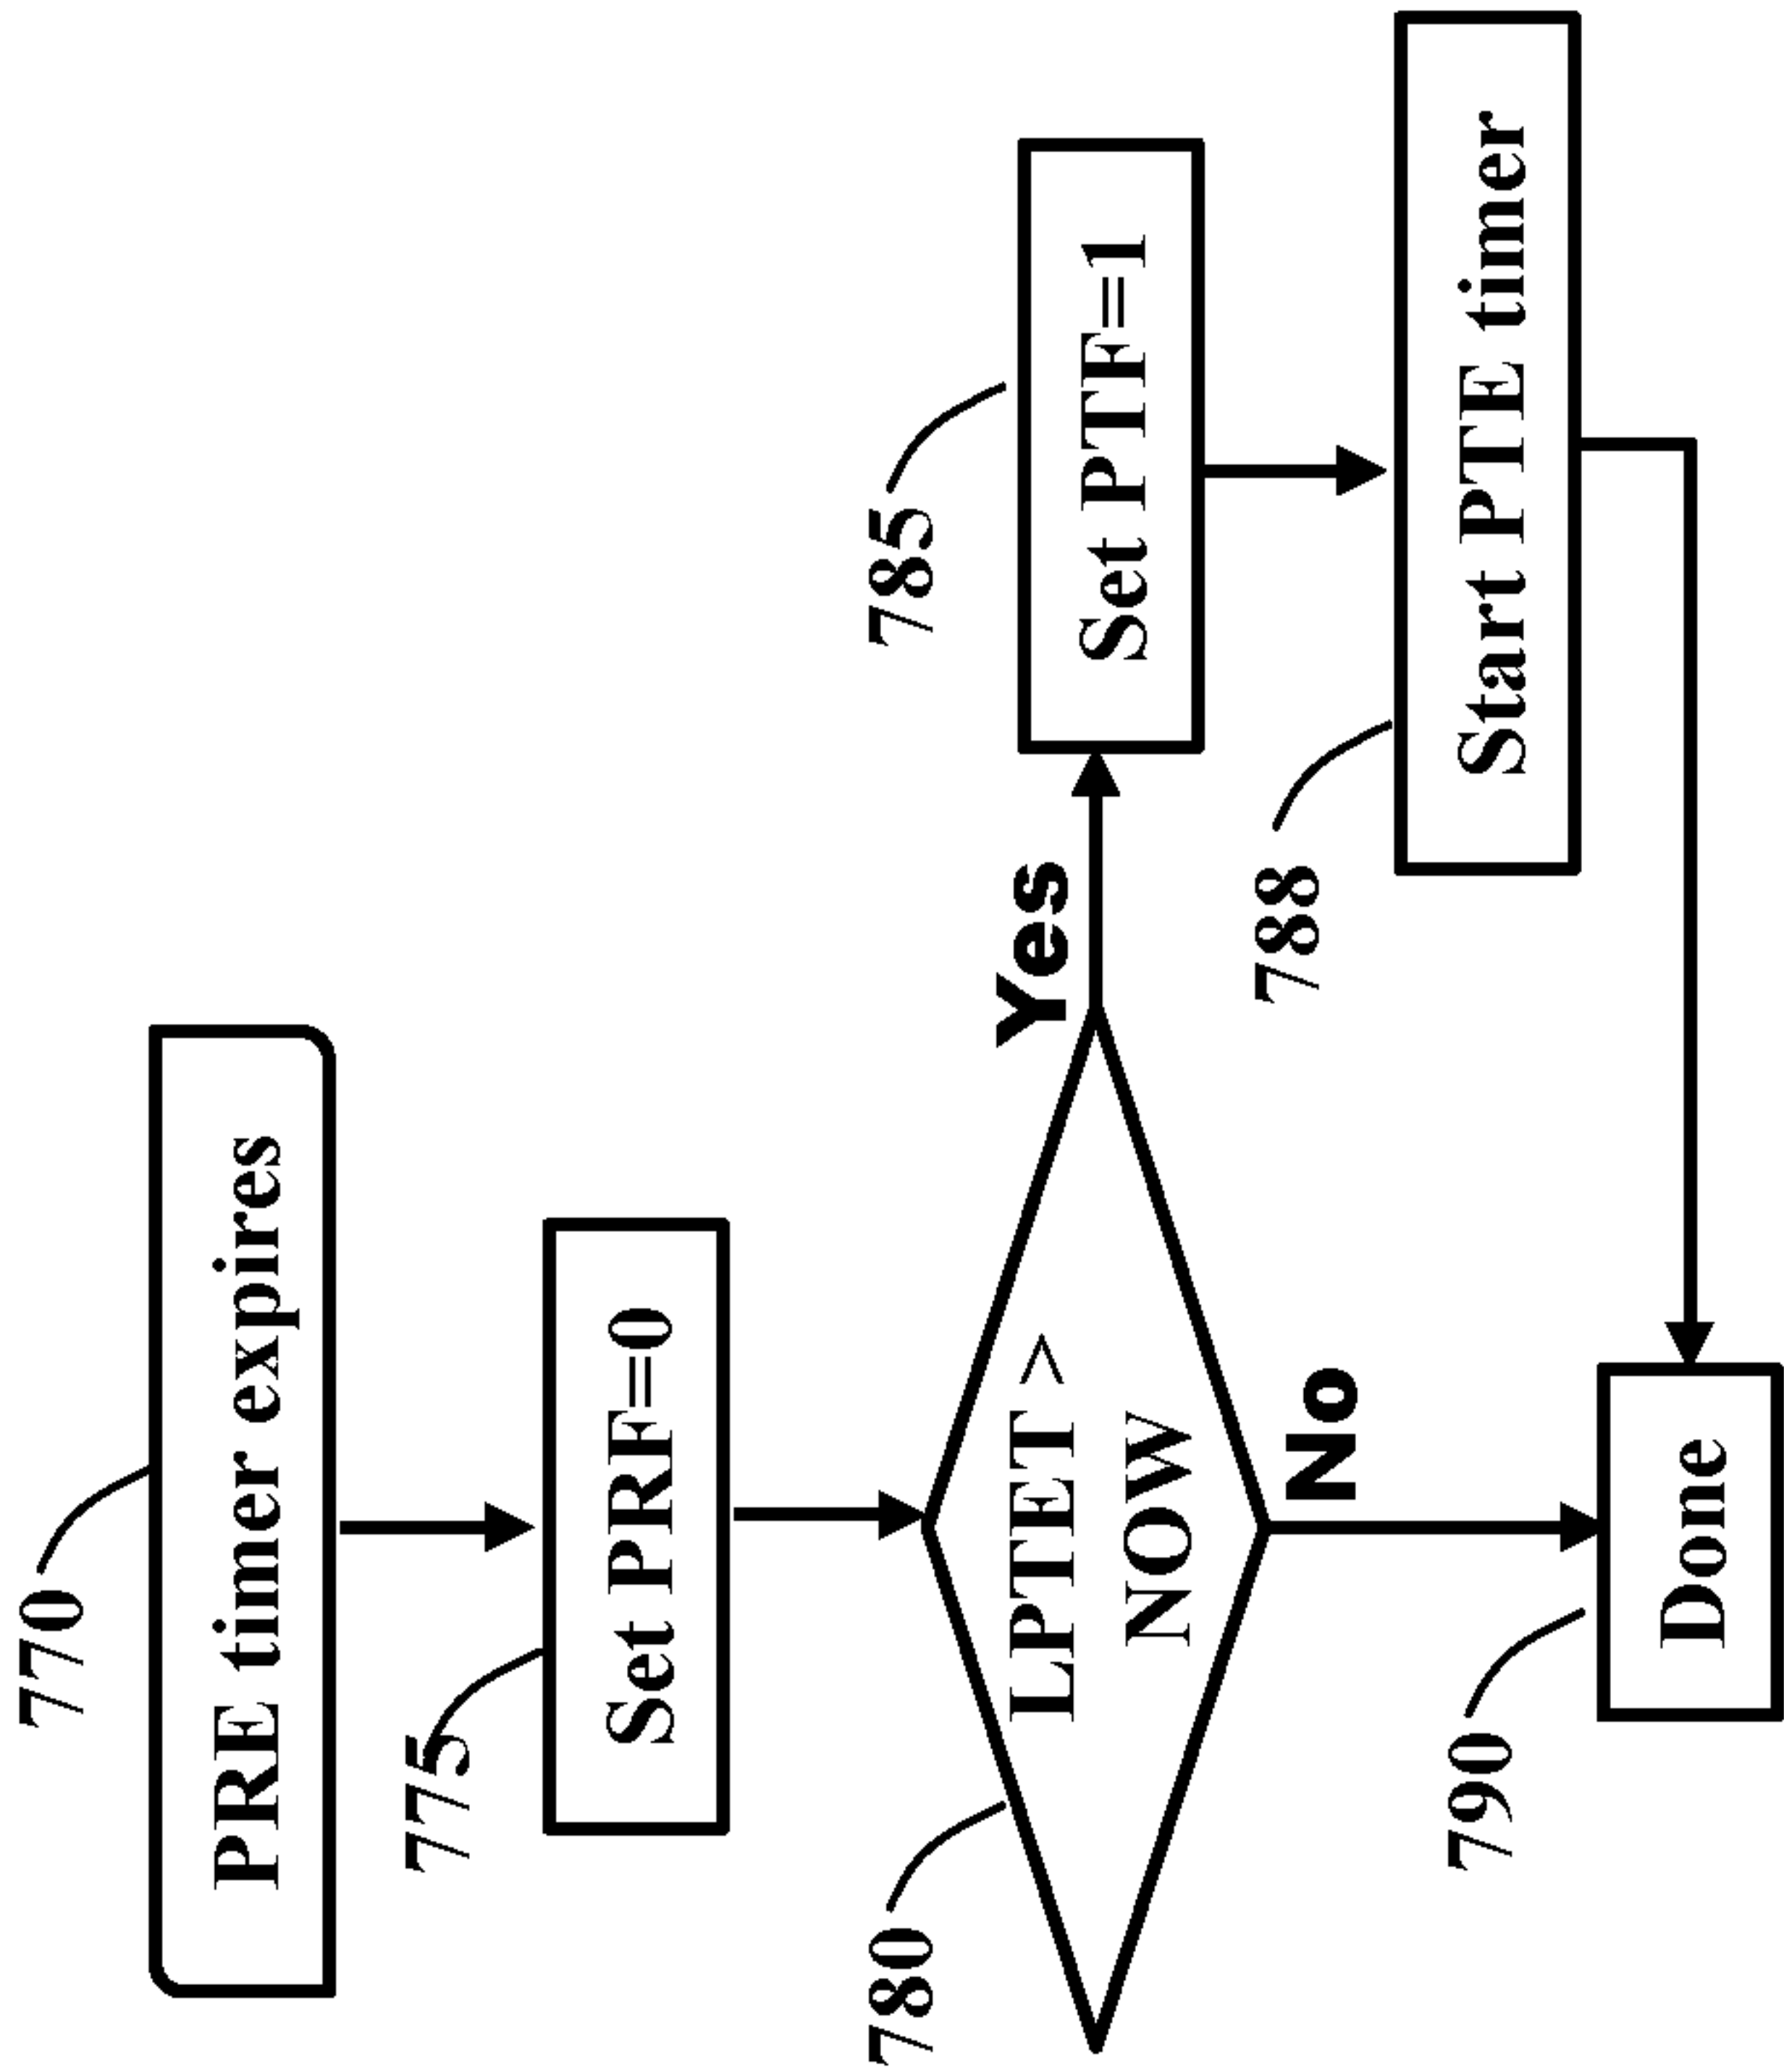 770
PRE timer expires
775
Set PRF=0
780
LPTET >
NOW
Yes
785
Set PTF=1
788
Start PTE timer
No
790
Done